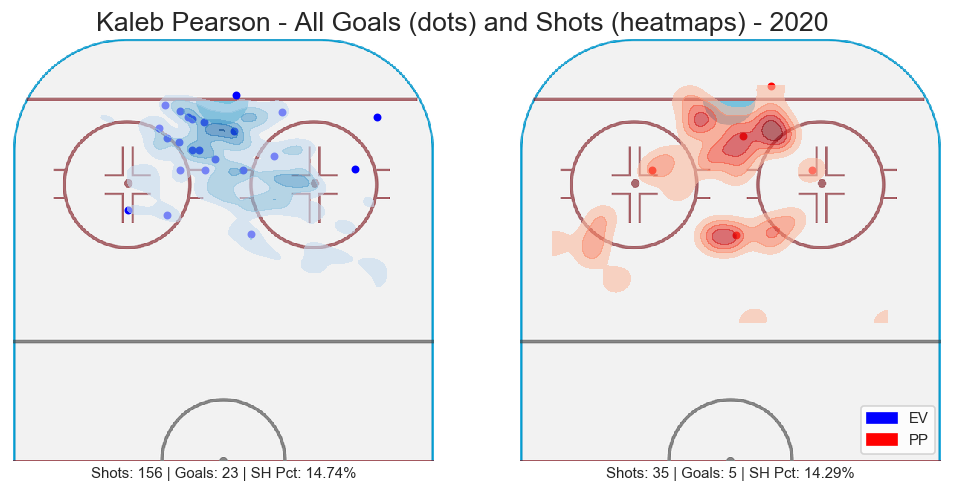 Kaleb Pearson - All Goals (dots) and Shots (heatmaps) - 2020
EV
PP
Shots: 156 | Goals: 23 | SH Pct: 14.74%
Shots: 35 | Goals: 5 | SH Pct: 14.29%